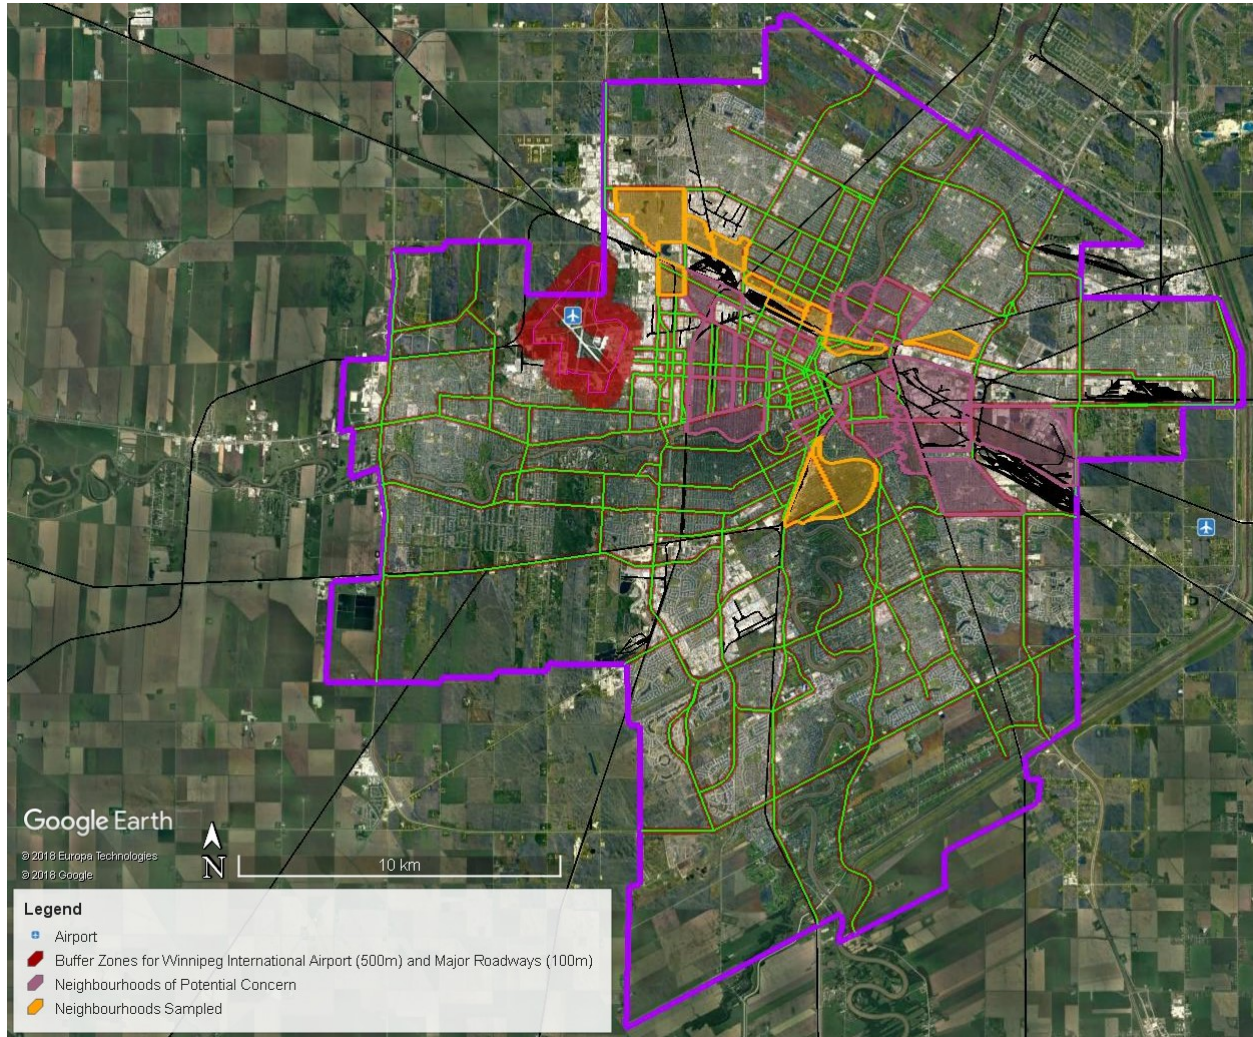 Google Earth
© 2018 Europa Technologies
© 2018 Google
N
10 km
Legend
Airport
Buffer Zones for Winnipeg International Airport (500m) and Major Roadways (100m)
Neighbourhoods of Potential Concern
Neighbourhoods Sampled